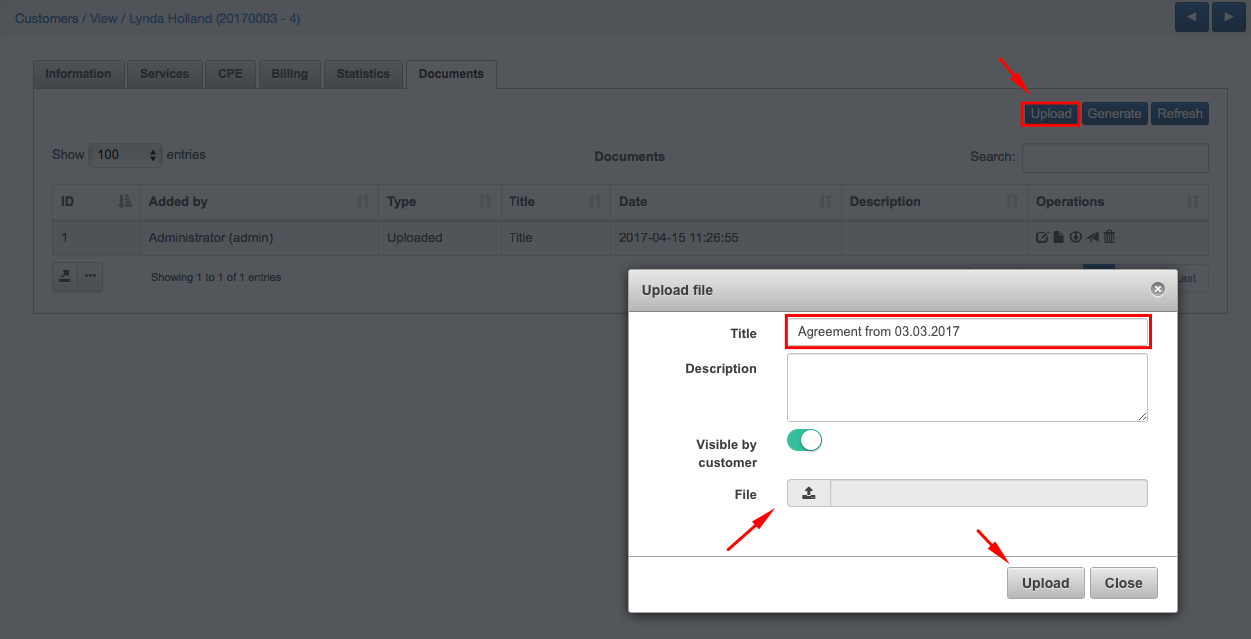 Customers / View / Lynda Holland (20170003 - 4)
Information Services CPE Billing Statistics Documents
Upload Generate Refresh
Show 100 entries Documents Search:
ID Added by Type Title Date Description Operations
1 Administrator (admin) Uploaded Title 2017-04-15 11:26:55
Showing 1 to 1 of 1 entries
Upload file
Title Agreement from 03.03.2017
Description
Visible by
customer
File
Upload Close